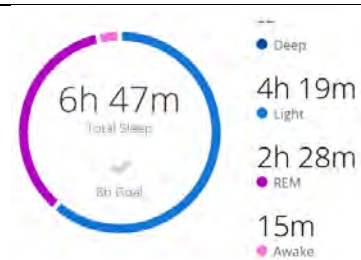 6h 47m
Total Sleep
8h Goal
--
Deep
4h 19m
Light
2h 28m
REM
15m
Awake